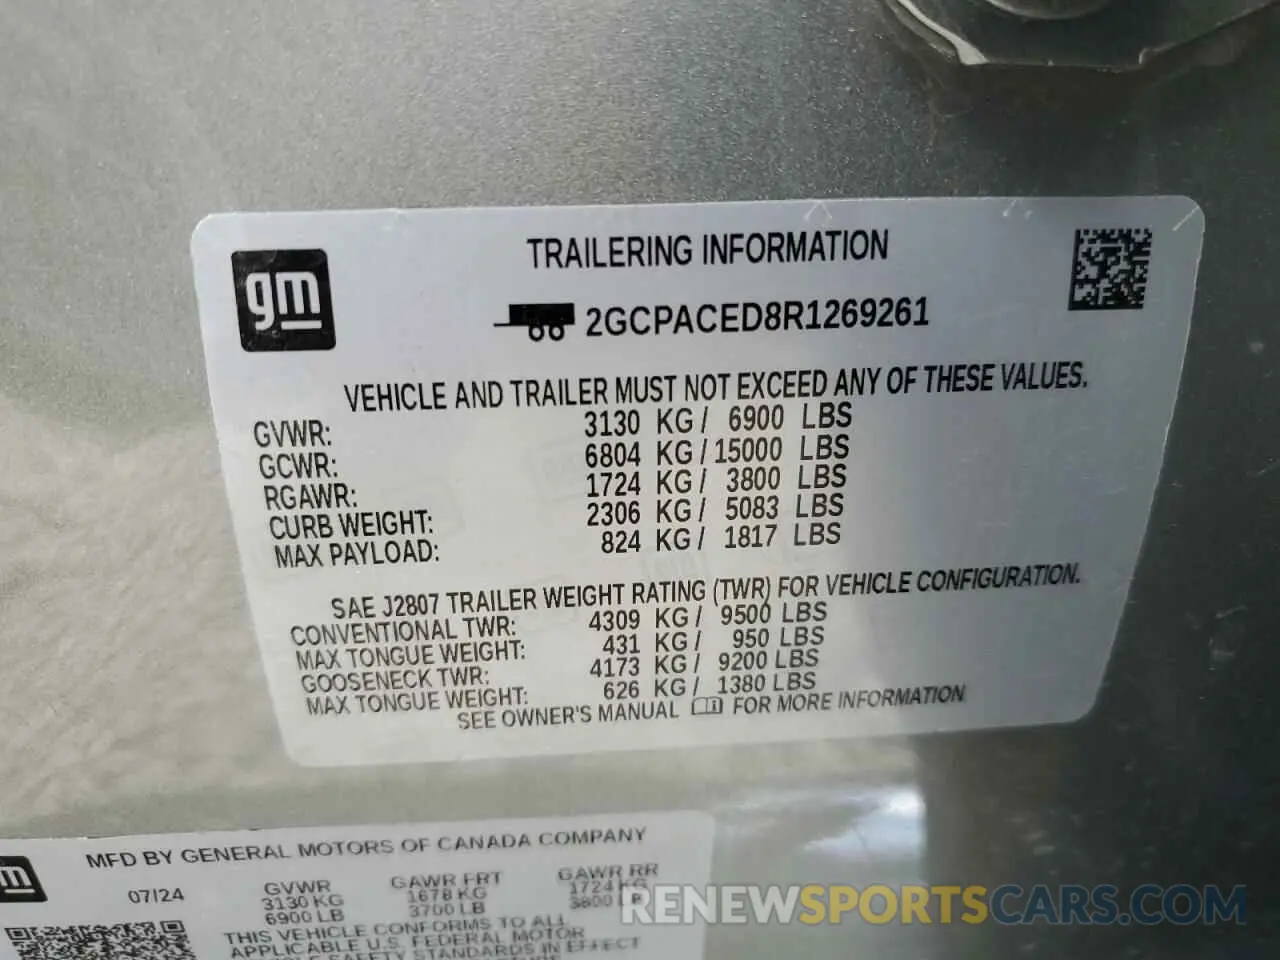 gm
TRAILERING INFORMATION
2GCPACED8R1269261
VEHICLE AND TRAILER MUST NOT EXCEED ANY OF THESE VALUES.
GVWR: 3130 KG/ 6900 LBS
GCWR: 6804 KG/15000 LBS
RGAWR: 1724 KG/ 3800 LBS
CURB WEIGHT: 2306 KG/ 5083 LBS
MAX PAYLOAD: 824 KG/ 1817 LBS
SAE J2807 TRAILER WEIGHT RATING (TWR) FOR VEHICLE CONFIGURATION.
CONVENTIONAL TWR: 4309 KG/ 9500 LBS
MAX TONGUE WEIGHT: 431 KG/ 950 LBS
GOOSENECK TWR: 4173 KG/ 9200 LBS
MAX TONGUE WEIGHT: 626 KG/ 1380 LBS
SEE OWNER'S MANUAL FOR MORE INFORMATION
MFD BY GENERAL MOTORS OF CANADA COMPANY
07/24 GVWR GAWR FRT GAWR RR
3130 KG 1678 KG 1724 KG
6900 LB 3700 LB 3800 LB
THIS VEHICLE CONFORMS TO ALL
APPLICABLE U.S. FEDERAL MOTOR
SAFETY STANDARDS IN EFFECT
RENEWSPORTSCARS.COM